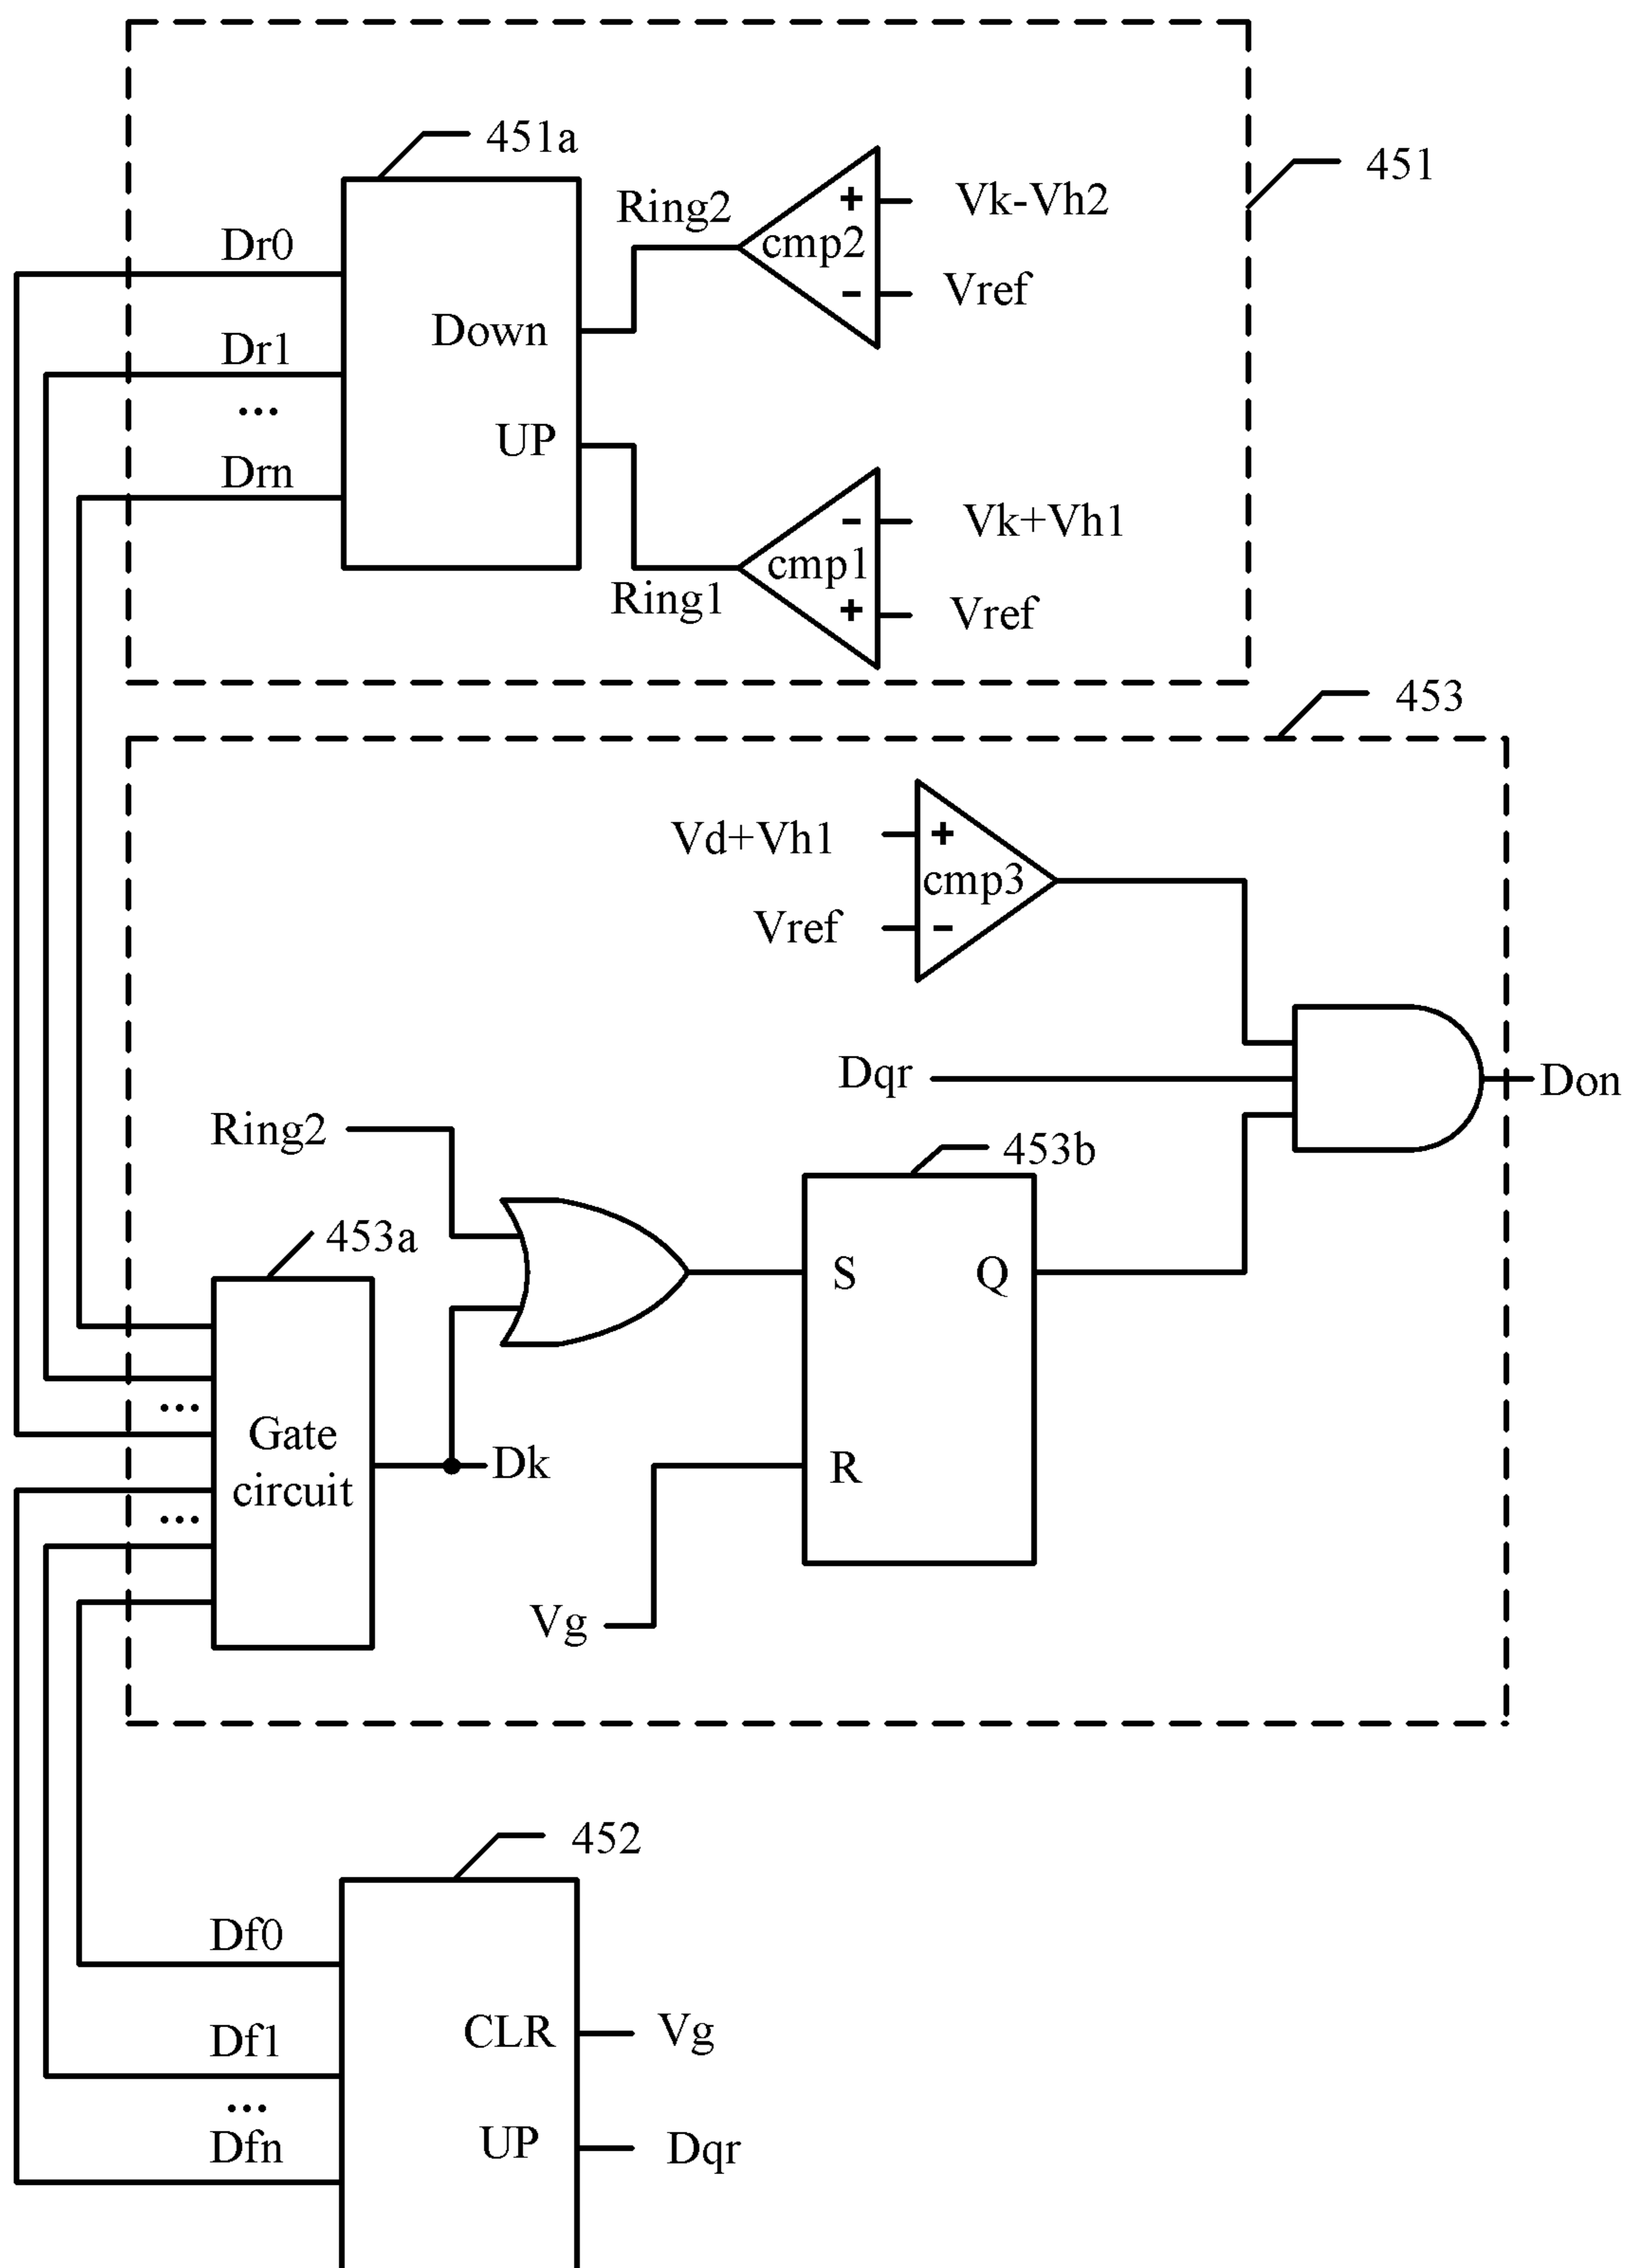 451a
451
Ring2
+
Vk-Vh2
cmp2
-
Vref
Dr0
Down
Dr1
...
UP
Drn
-
Vk+Vh1
cmp1
Ring1
+
Vref
453
Vd+Vh1
+
cmp3
Vref
-
Dqr
Don
Ring2
453b
453a
S
Q
...
Gate
circuit
Dk
R
...
Vg
452
Df0
CLR
Vg
Df1
...
Dfn
UP
Dqr